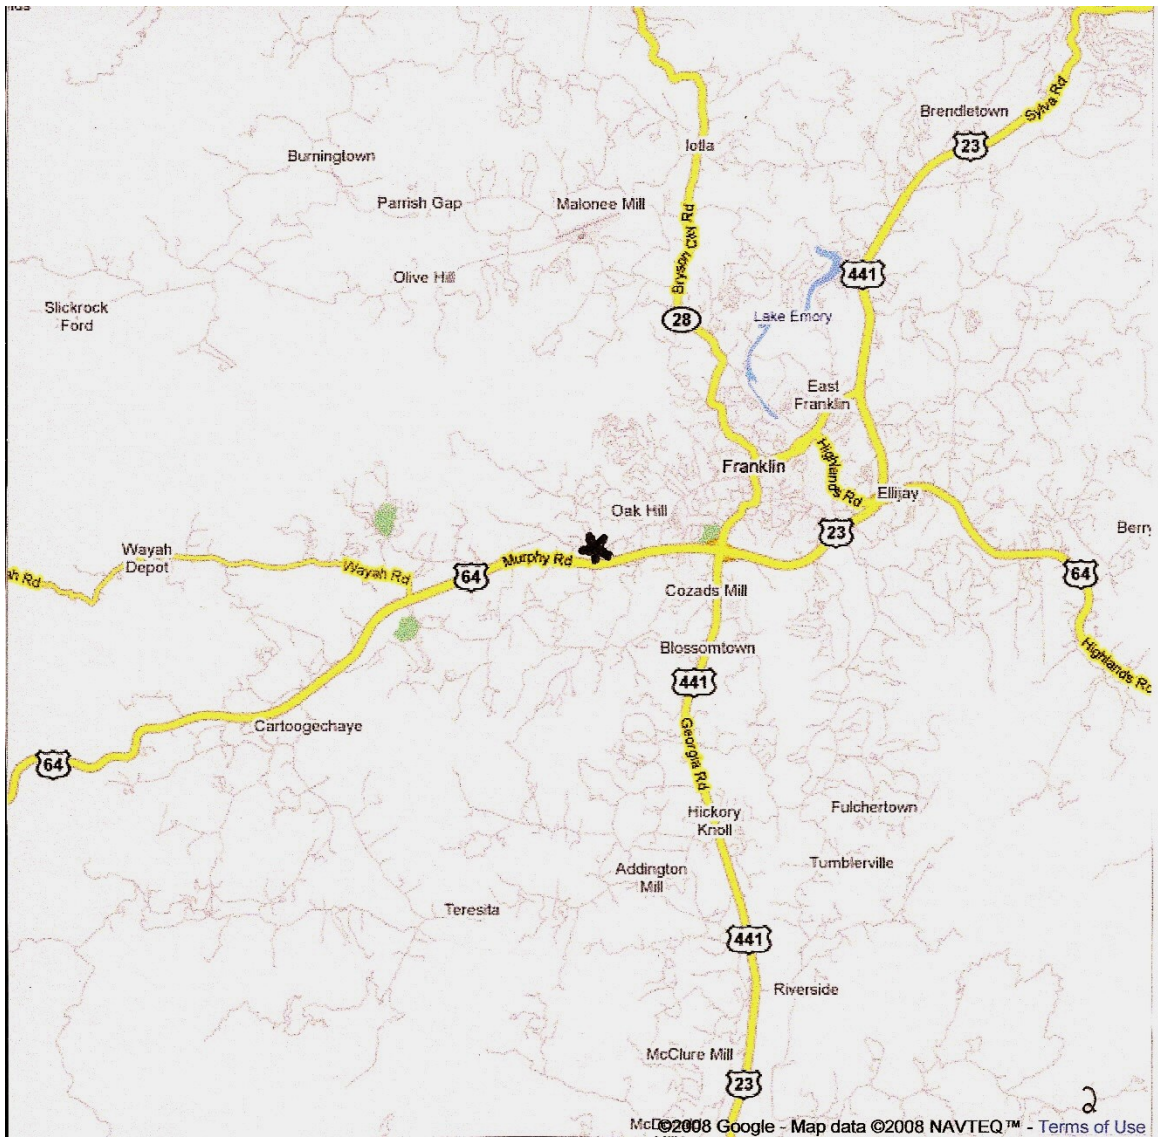 Sylva Rd
Brendletown
23
Iotla
Burningtown
Parrish Gap
Malonee Mill
Bryson City Rd
Olive Hill
441
Slickrock
Ford
28
Lake Emory
East
Franklin
Franklin
Highlands Rd
Ellijay
Oak Hill
23
Berry
Wayah
Depot
Murphy Rd
ah Rd
Wayah Rd
64
64
Cozads Mill
Blossomtown
Highlands Rd
441
Cartoogechaye
Georgia Rd
64
Hickory
Knoll
Fulchertown
Addington
Mill
Tumblerville
Teresita
441
Riverside
McClure Mill
23
2
©2008 Google - Map data ©2008 NAVTEQ™ - Terms of Use